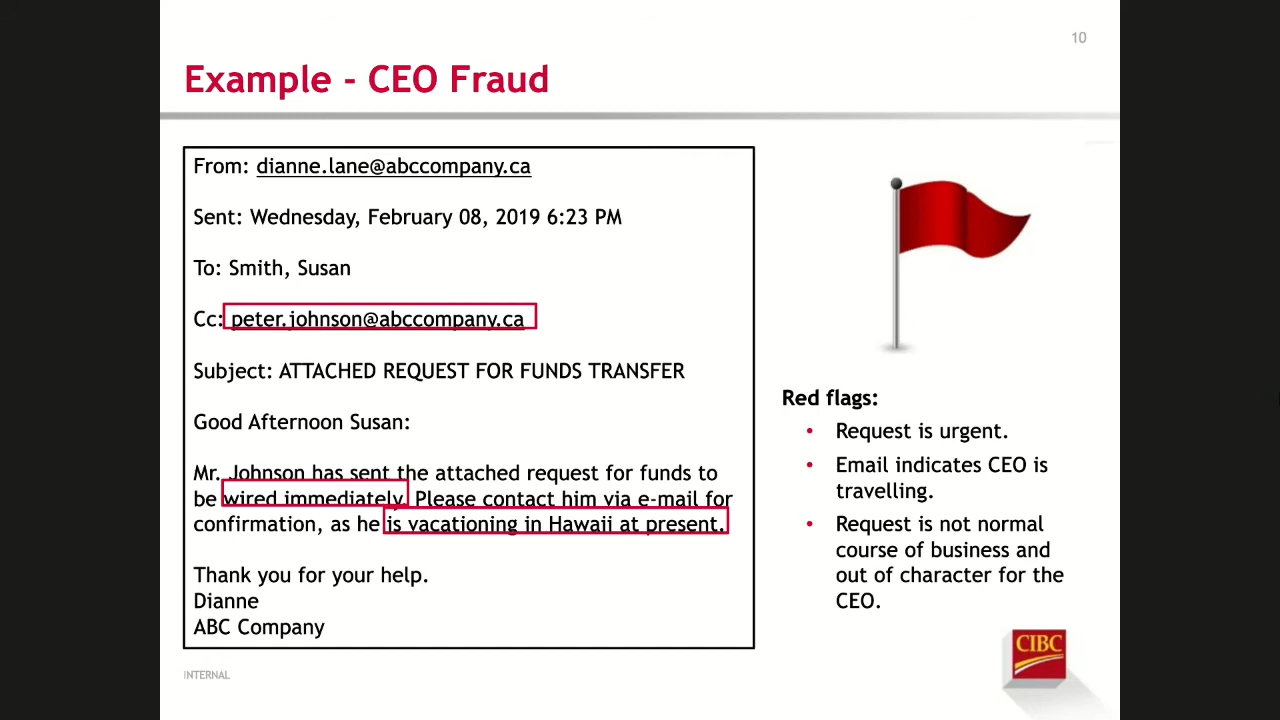 10
Example - CEO Fraud
From: dianne.lane@abccompany.ca
Sent: Wednesday, February 08, 2019 6:23 PM
To: Smith, Susan
Cc: peter.johnson@abccompany.ca
Subject: ATTACHED REQUEST FOR FUNDS TRANSFER
Good Afternoon Susan:
Mr. Johnson has sent the attached request for funds to
be wired immediately. Please contact him via e-mail for
confirmation, as he is vacationing in Hawaii at present.
Thank you for your help.
Dianne
ABC Company
Red flags:
• Request is urgent.
• Email indicates CEO is
travelling.
• Request is not normal
course of business and
out of character for the
CEO.
CIBC
INTERNAL